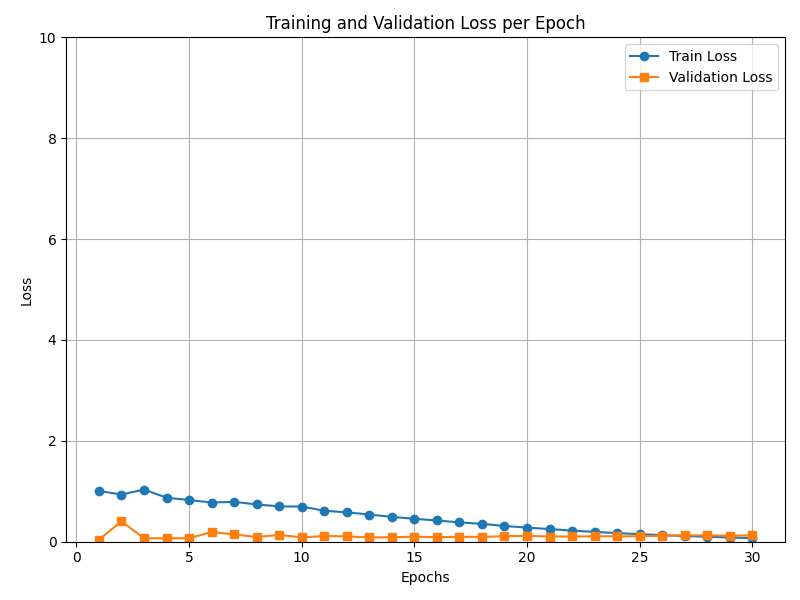 Training and Validation Loss per Epoch
Train Loss
Validation Loss
Loss
10
8
6
4
2
0
0 5 10 15 20 25 30
Epochs